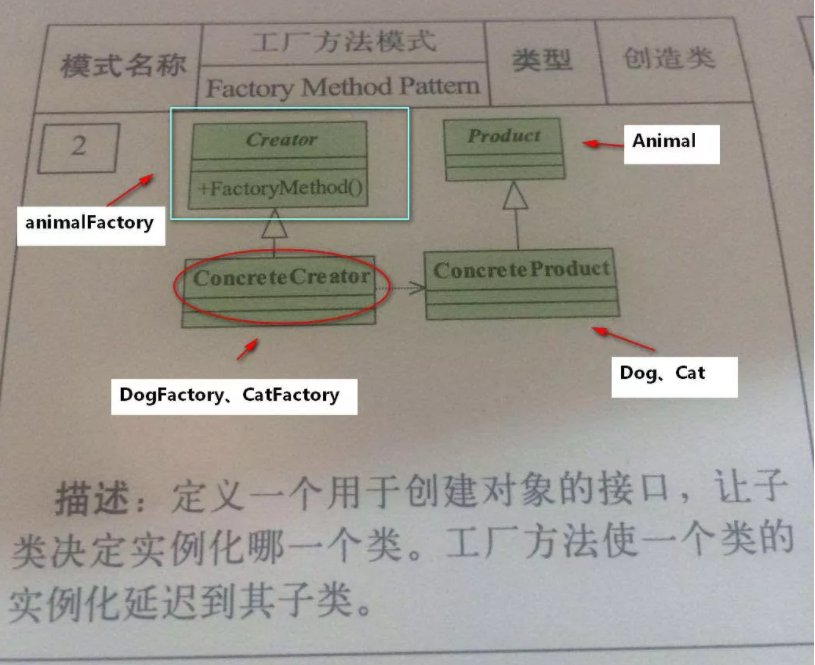 模式名称
工厂方法模式
Factory Method Pattern
类型
创造类
2
Creator
+FactoryMethod()
Product
Animal
animalFactory
ConcreteCreator
ConcreteProduct
DogFactory、CatFactory
Dog、Cat
描述：定义一个用于创建对象的接口，让子
类决定实例化哪一个类。工厂方法使一个类的
实例化延迟到其子类。